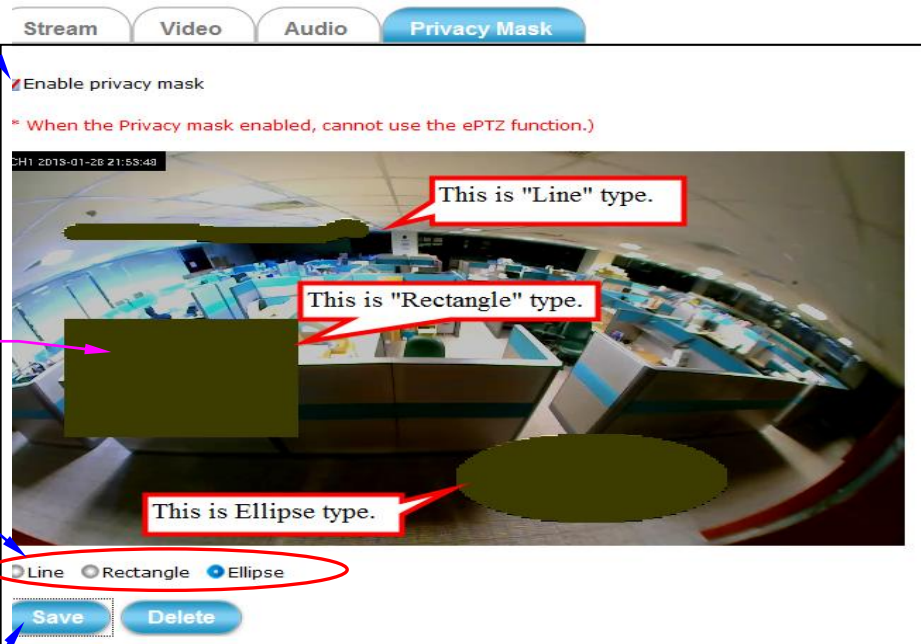 Stream Video Audio Privacy Mask
Enable privacy mask
* When the Privacy mask enabled, cannot use the ePTZ function.)
CH1 2013-01-28 21:53:48
This is "Line" type.
This is "Rectangle" type.
This is Ellipse type.
Line Rectangle Ellipse
Save Delete